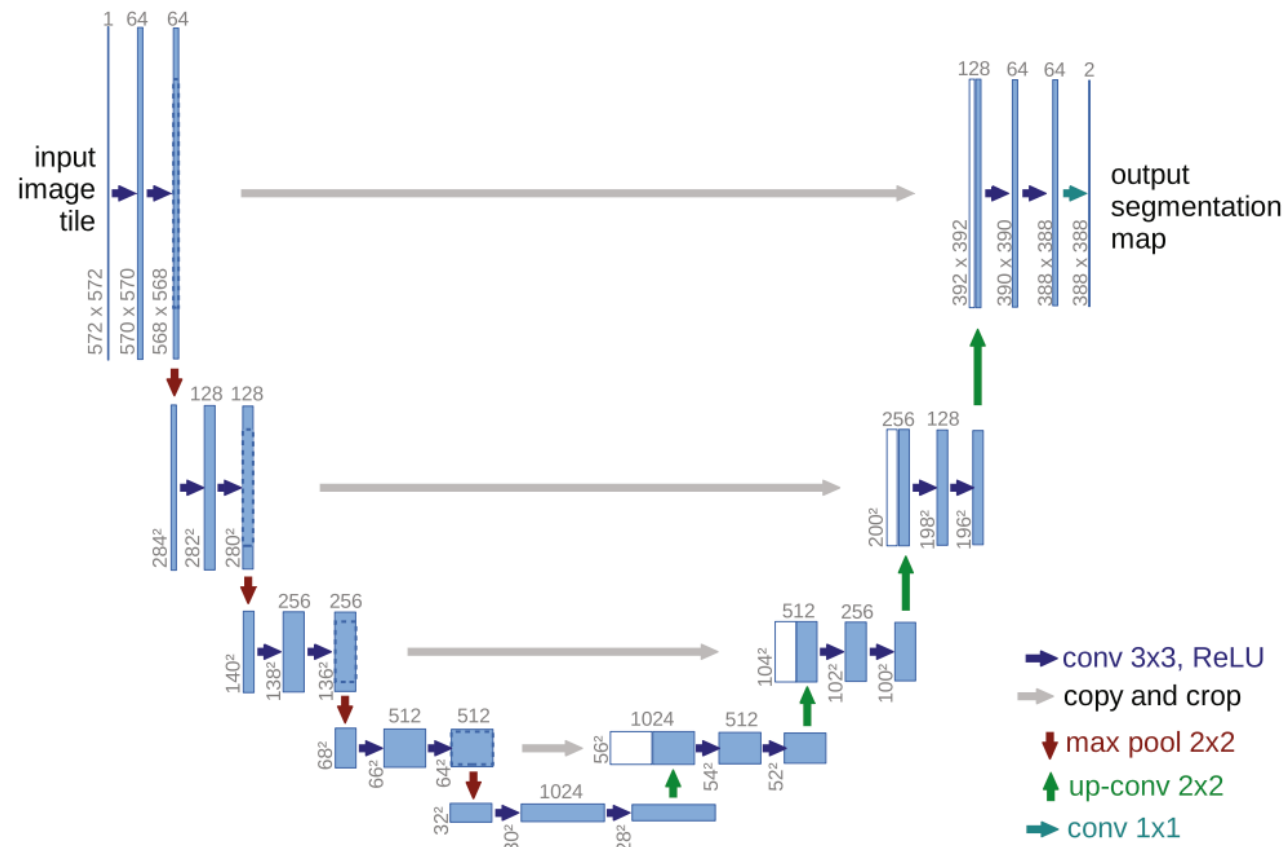 1 64 64
input
image
tile
572 x 572
570 x 570
568 x 568
128 64 64 2
output
segmentation
map
392 x 392
390 x 390
388 x 388
388 x 388
128 128
284²
282²
280²
256 128
200²
198²
196²
256 256
140²
138²
136²
512 256
104²
102²
100²
512 512
68²
66²
64²
1024 512
56²
54²
52²
1024
32²
30²
28²
conv 3x3, ReLU
copy and crop
max pool 2x2
up-conv 2x2
conv 1x1